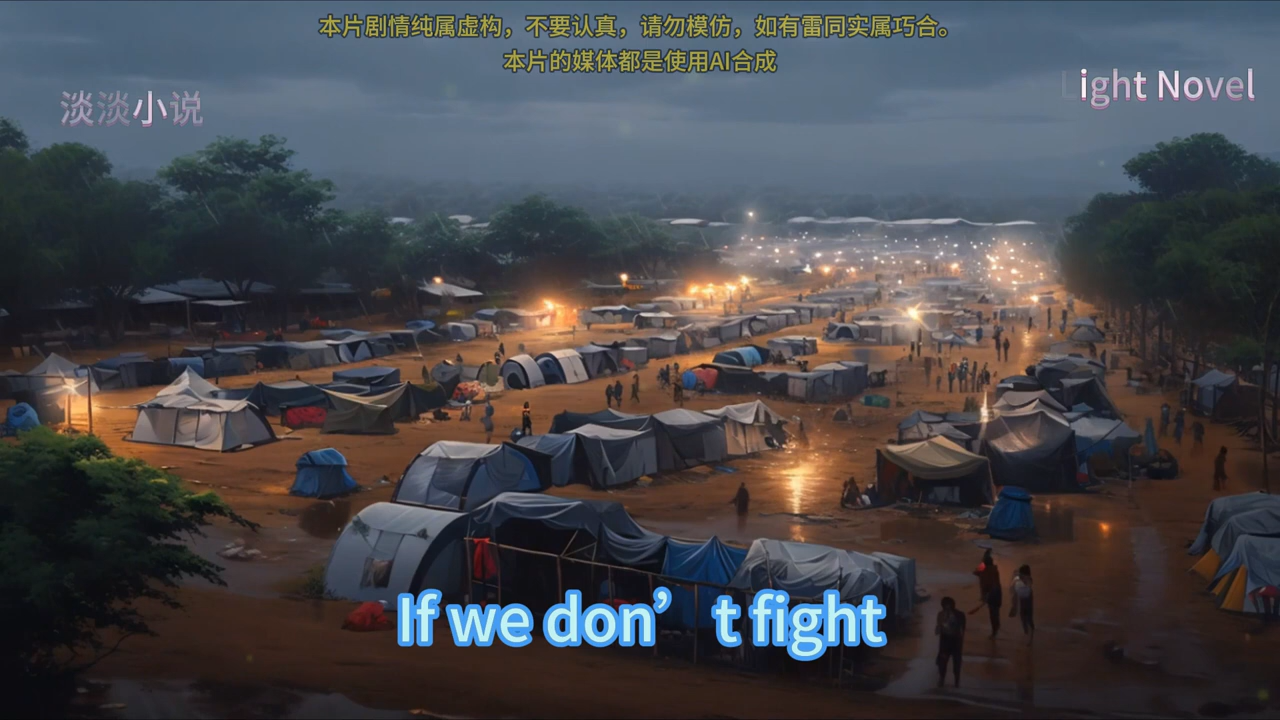 本片剧情纯属虚构，不要认真，请勿模仿，如有雷同实属巧合。
本片的媒体都是使用AI合成
淡淡小说
Light Novel
If we don’t fight